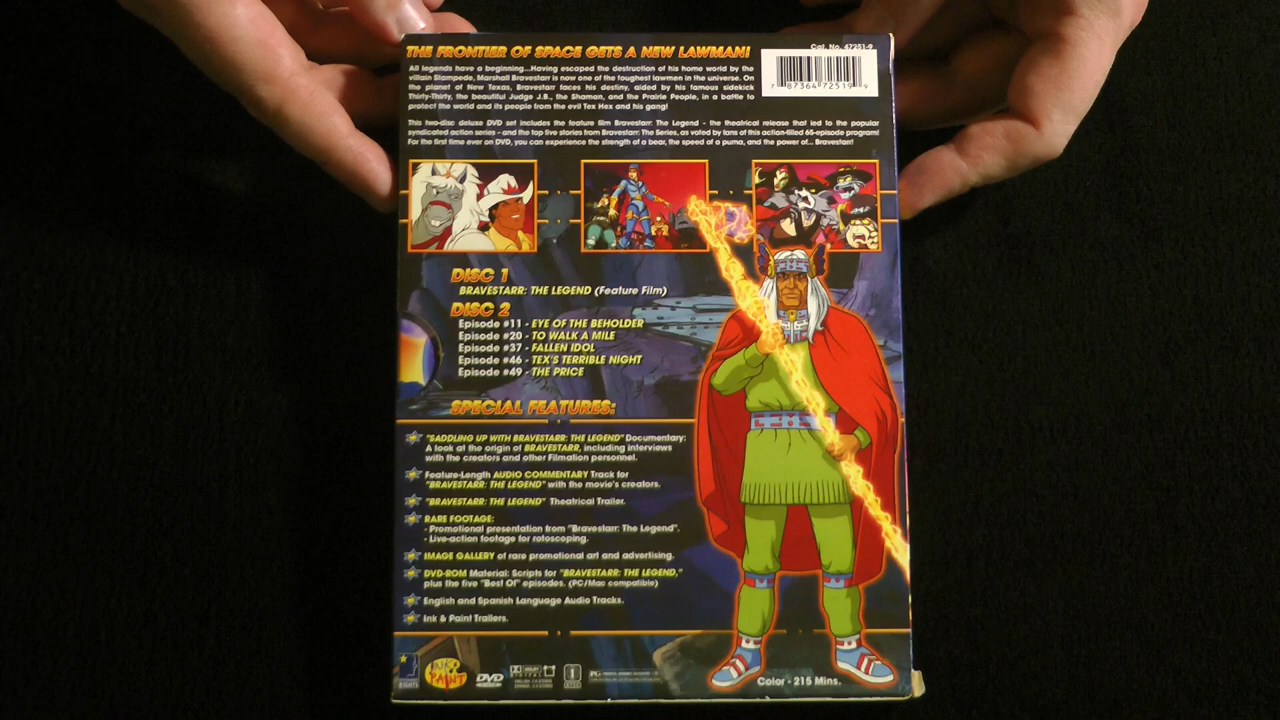 THE FRONTIER OF SPACE GETS A NEW LAWMAN!
Cat. No. 47251-9
7 87364 72519 9
All legends have a beginning...Having escaped the destruction of his home world by the
villain Stampede, Marshall Bravestarr is now one of the toughest lawmen in the universe. On
the planet of New Texas, Bravestarr faces his destiny, aided by his famous sidekick
Thirty-Thirty, the beautiful Judge J.B., the Shaman, and the Prairie People, in a battle to
protect the world and its people from the evil Tex Hex and his gang!
This two-disc deluxe DVD set includes the feature film Bravestarr: The Legend - the theatrical release that led to the popular
syndicated action series - and the top five stories from Bravestarr: The Series, as voted by fans of this action-filled 65-episode program!
For the first time ever on DVD, you can experience the strength of a bear, the speed of a puma, and the power of... Bravestarr!
DISC 1
BRAVESTARR: THE LEGEND (Feature Film)
DISC 2
Episode #11 - EYE OF THE BEHOLDER
Episode #20 - TO WALK A MILE
Episode #37 - FALLEN IDOL
Episode #46 - TEX'S TERRIBLE NIGHT
Episode #49 - THE PRICE
SPECIAL FEATURES:
"SADDLING UP WITH BRAVESTARR: THE LEGEND" Documentary:
A look at the origin of BRAVESTARR, including interviews
with the creators and other Filmation personnel.
Feature-Length AUDIO COMMENTARY Track for
"BRAVESTARR: THE LEGEND" with the movie's creators.
"BRAVESTARR: THE LEGEND" Theatrical Trailer.
RARE FOOTAGE:
- Promotional presentation from "Bravestarr: The Legend".
- Live-action footage for rotoscoping.
IMAGE GALLERY of rare promotional art and advertising.
DVD-ROM Material: Scripts for "BRAVESTARR: THE LEGEND,"
plus the five "Best Of" episodes. (PC/Mac compatible)
English and Spanish Language Audio Tracks.
Ink & Paint Trailers.
INK & PAINT
DVD
DOLBY
DIGITAL
1
PG
Color - 215 Mins.